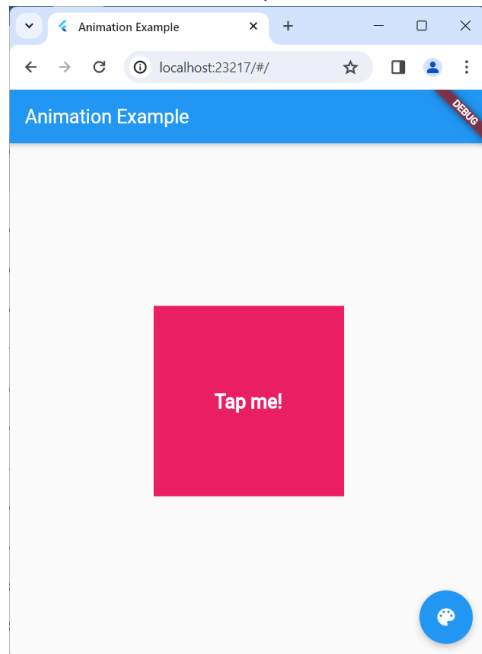 Animation Example
localhost:23217/#/
Animation Example
DEBUG
Tap me!